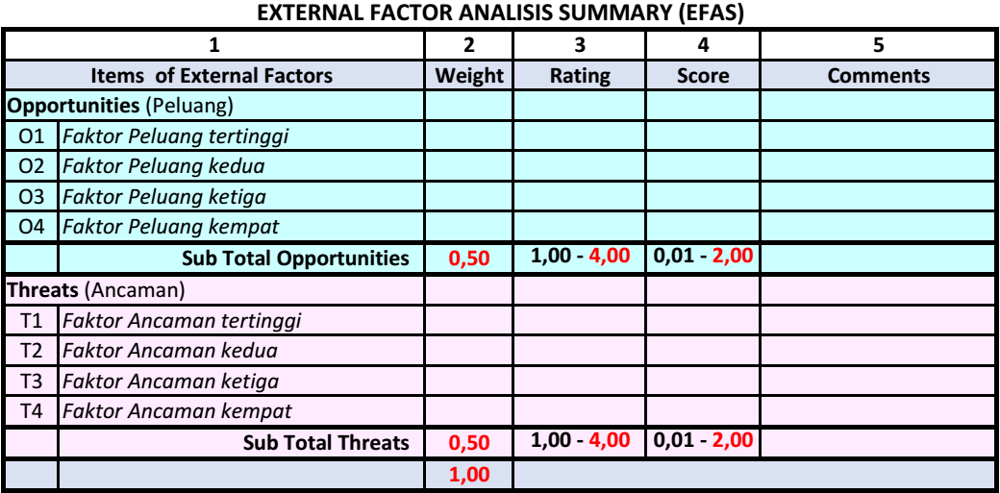 EXTERNAL FACTOR ANALISIS SUMMARY (EFAS)
1 2 3 4 5
Items of External Factors Weight Rating Score Comments
Opportunities (Peluang)
O1 Faktor Peluang tertinggi
O2 Faktor Peluang kedua
O3 Faktor Peluang ketiga
O4 Faktor Peluang kempat
Sub Total Opportunities 0,50 1,00 - 4,00 0,01 - 2,00
Threats (Ancaman)
T1 Faktor Ancaman tertinggi
T2 Faktor Ancaman kedua
T3 Faktor Ancaman ketiga
T4 Faktor Ancaman kempat
Sub Total Threats 0,50 1,00 - 4,00 0,01 - 2,00
1,00